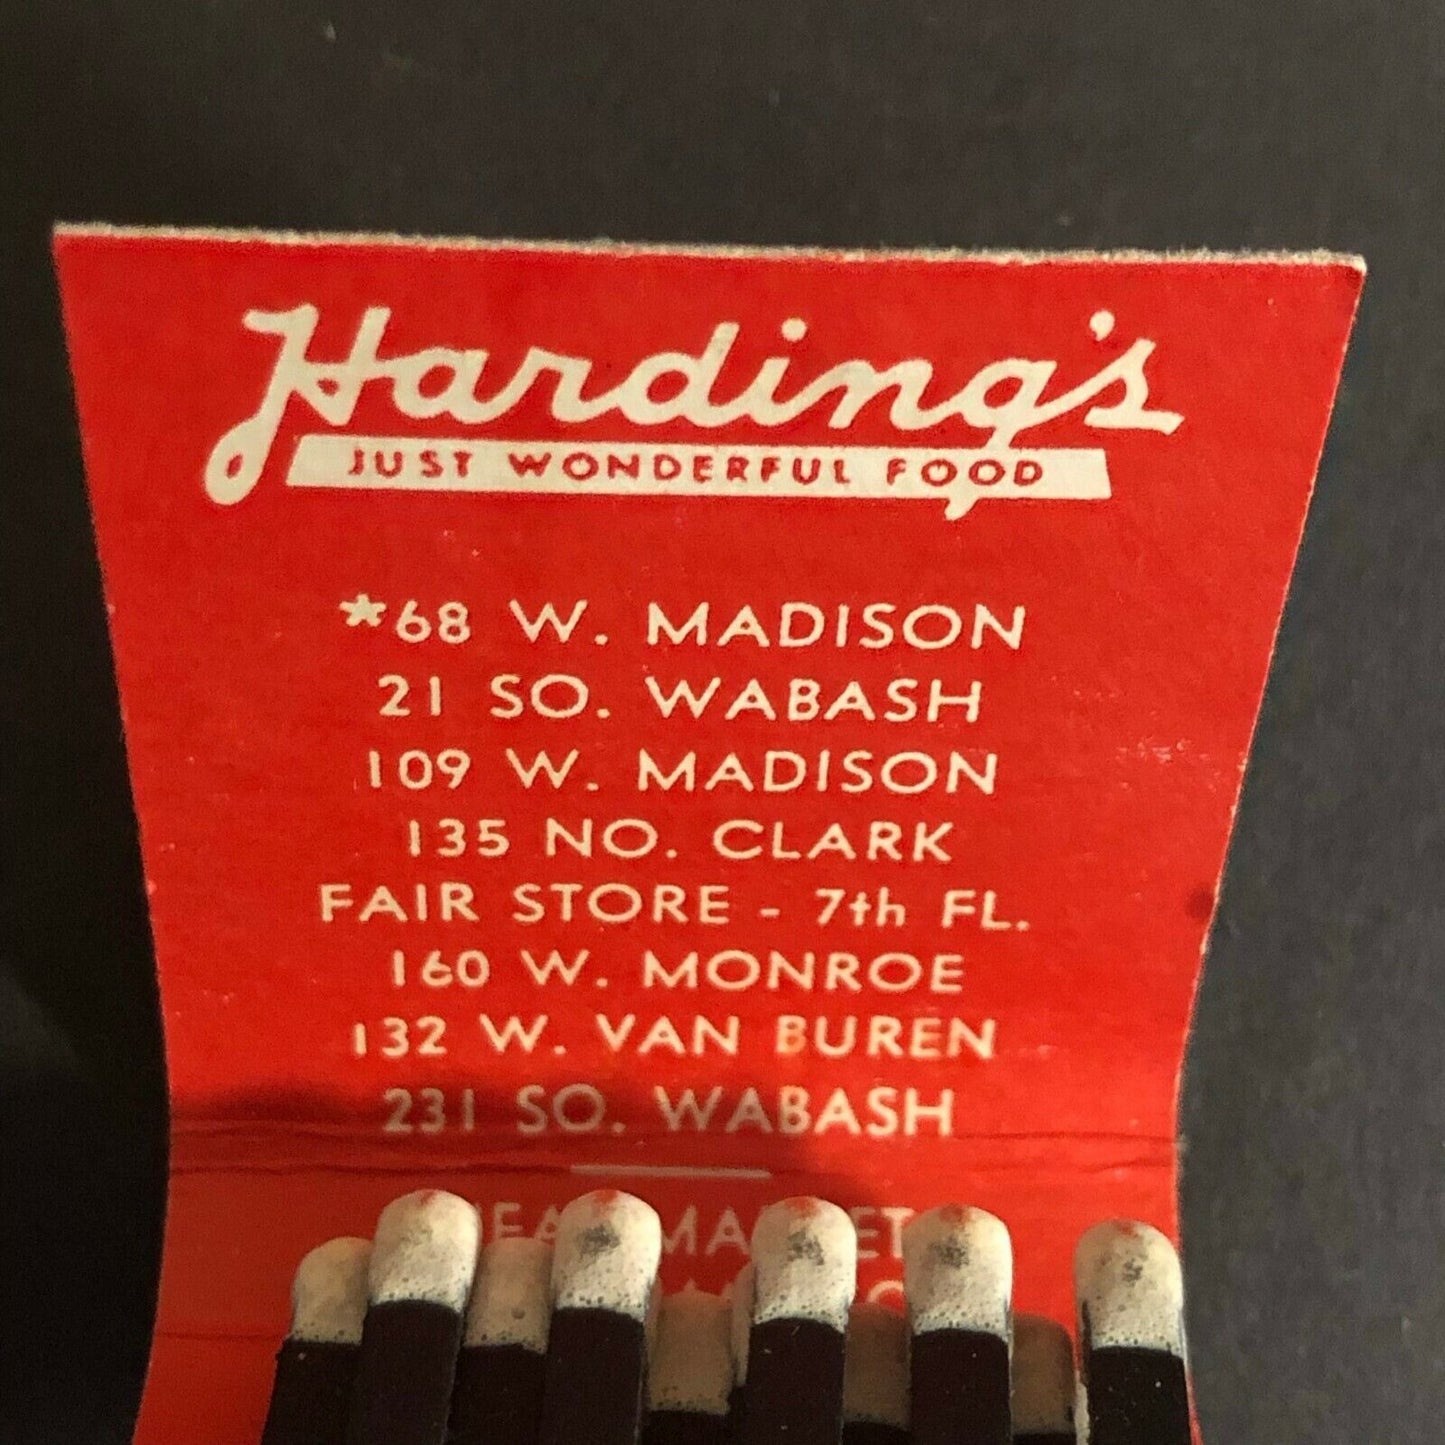 Harding's
JUST WONDERFUL FOOD
*68 W. MADISON
21 SO. WABASH
109 W. MADISON
135 NO. CLARK
FAIR STORE - 7th FL.
160 W. MONROE
132 W. VAN BUREN
231 SO. WABASH